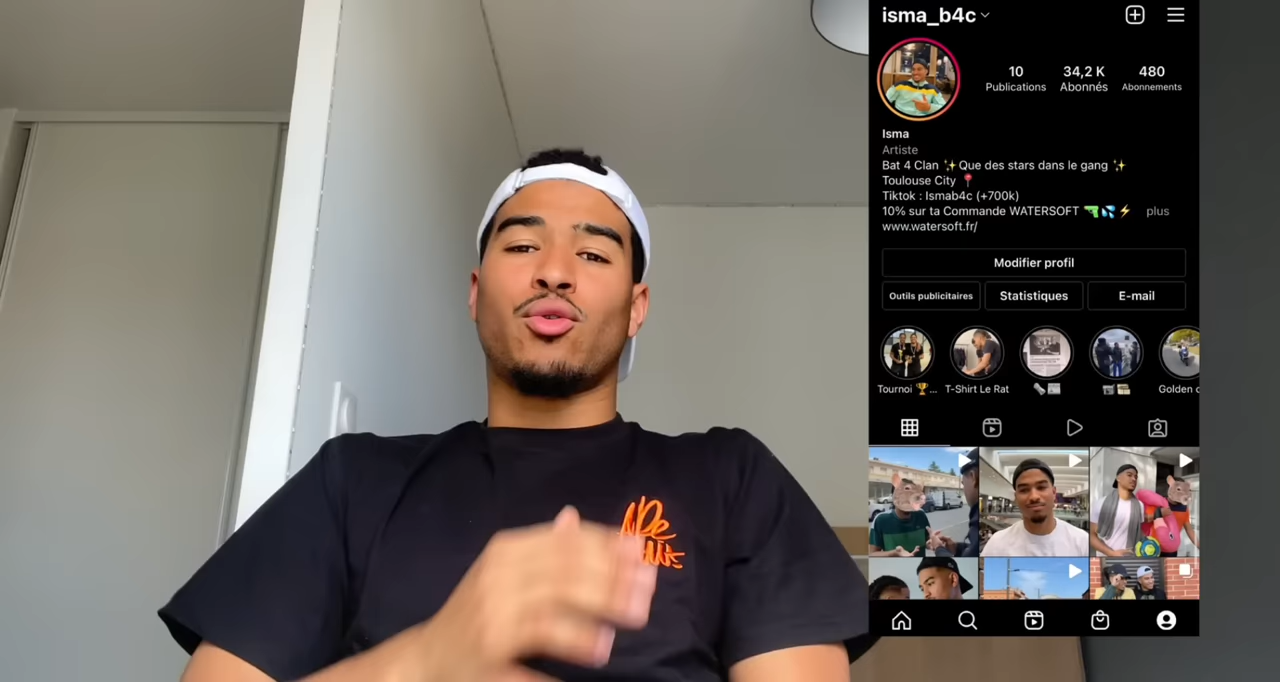 isma_b4c
10
34,2 K
480
Publications
Abonnés
Abonnements
Isma
Artiste
Bat 4 Clan ✨ Que des stars dans le gang ✨
Toulouse City 📍
Tiktok : Ismab4c (+700k)
10% sur ta Commande WATERSOFT 🔫💦⚡ plus
www.watersoft.fr/
Modifier profil
Outils publicitaires
Statistiques
E-mail
Tournoi 🏆...
T-Shirt Le Rat
Golden